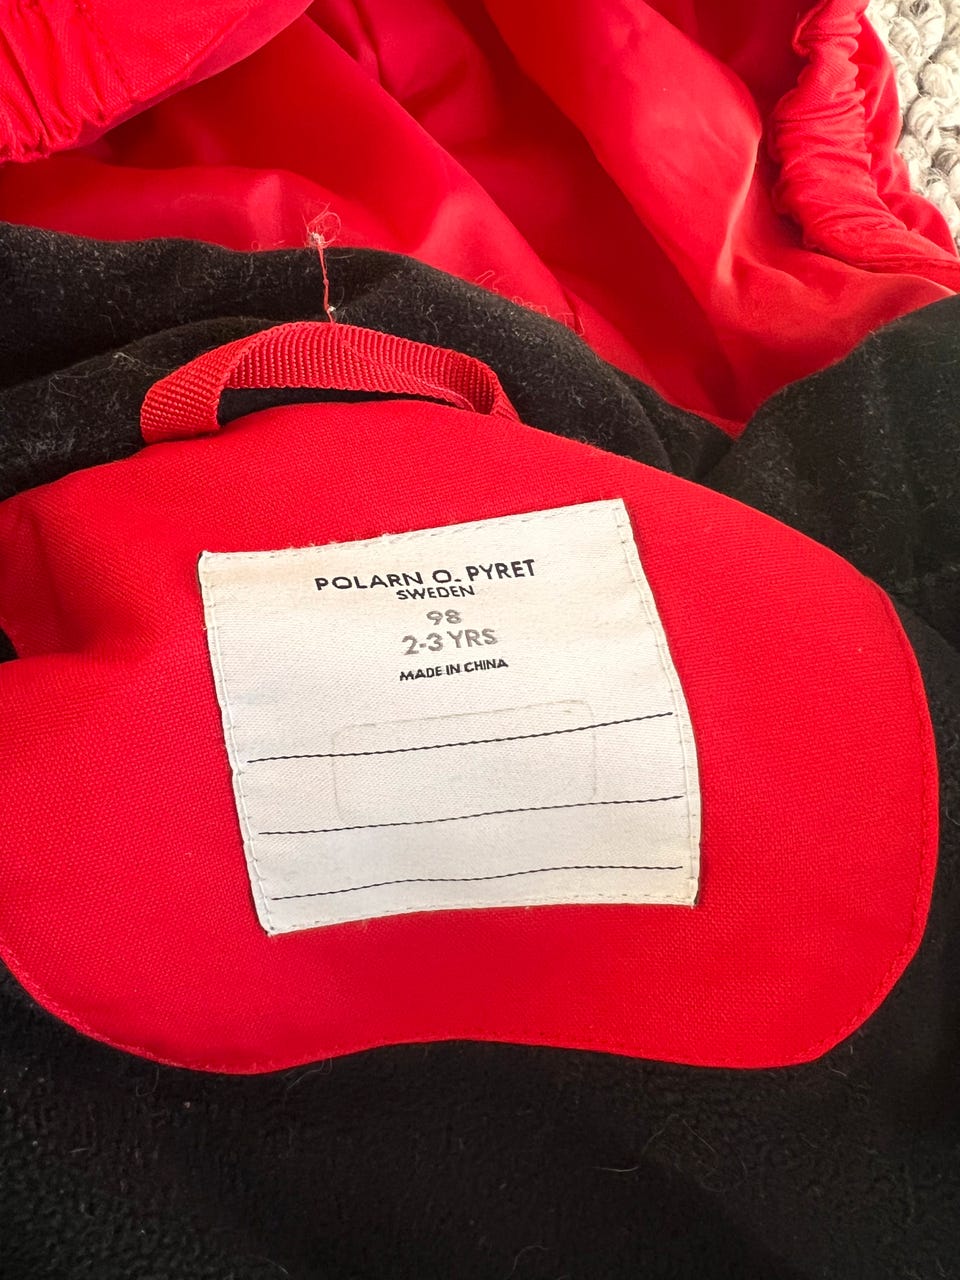 POLARN O. PYRET
SWEDEN
98
2-3 YRS
MADE IN CHINA